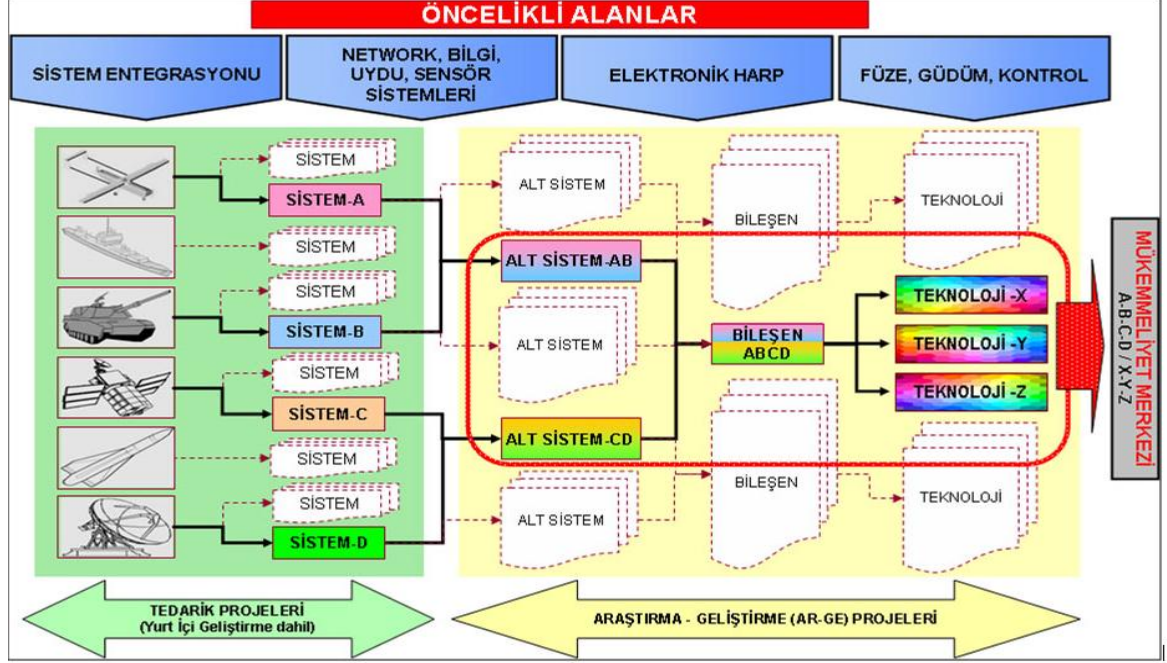 ÖNCELİKLİ ALANLAR
SİSTEM ENTEGRASYONU
NETWORK, BİLGİ,
UYDU, SENSÖR
SİSTEMLERİ
ELEKTRONİK HARP
FÜZE, GÜDÜM, KONTROL
SİSTEM
SİSTEM-A
SİSTEM
SİSTEM
SİSTEM-B
SİSTEM
SİSTEM-C
SİSTEM
SİSTEM
SİSTEM-D
ALT SİSTEM
ALT SİSTEM-AB
ALT SİSTEM
ALT SİSTEM-CD
ALT SİSTEM
BİLEŞEN
BİLEŞEN
ABCD
BİLEŞEN
TEKNOLOJİ
TEKNOLOJİ -X
TEKNOLOJİ -Y
TEKNOLOJİ -Z
TEKNOLOJİ
MÜKEMMELİYET MERKEZİ
A-B-C-D / X-Y-Z
TEDARİK PROJELERİ
(Yurt İçi Geliştirme dahil)
ARAŞTIRMA - GELİŞTİRME (AR-GE) PROJELERİ